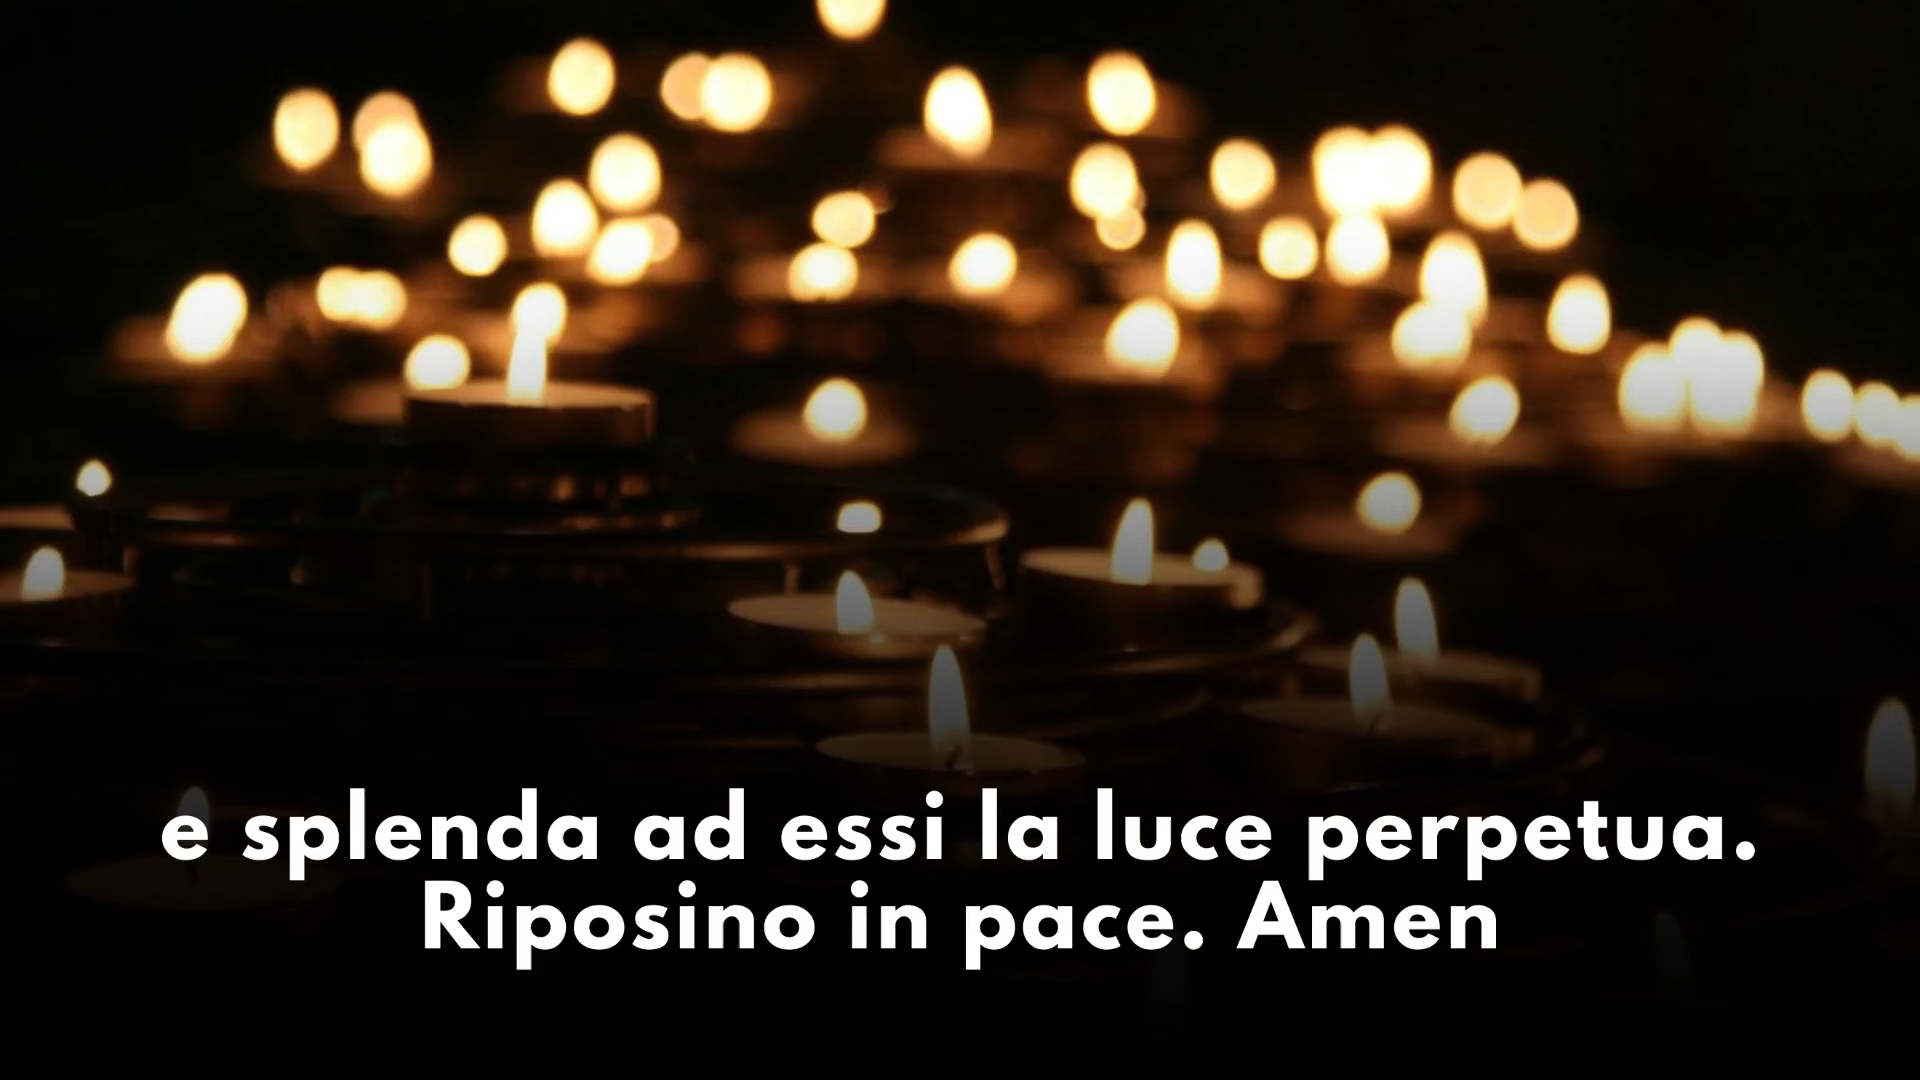 e splenda ad essi la luce perpetua.
Riposino in pace. Amen